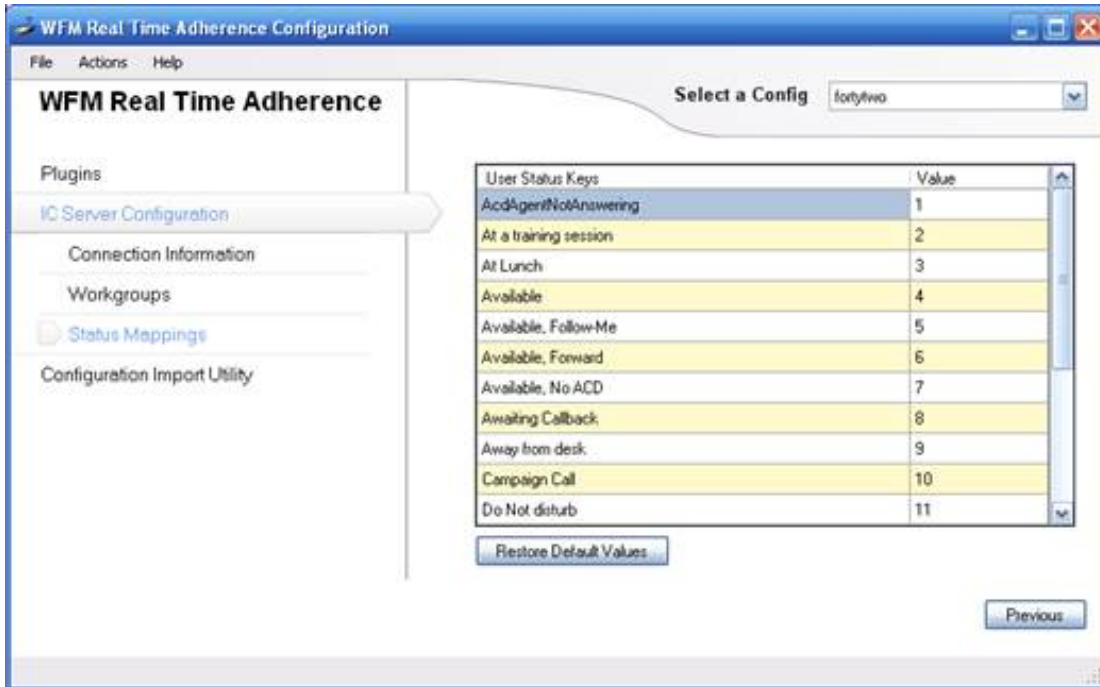 WFM Real Time Adherence Configuration
File Actions Help
WFM Real Time Adherence
Select a Config fortytwo
Plugins
IC Server Configuration
Connection Information
Workgroups
Status Mappings
Configuration Import Utility
User Status Keys Value
AcdAgentNotAnswering 1
At a training session 2
At Lunch 3
Available 4
Available, Follow-Me 5
Available, Forward 6
Available, No ACD 7
Awaiting Callback 8
Away from desk 9
Campaign Call 10
Do Not disturb 11
Restore Default Values
Previous